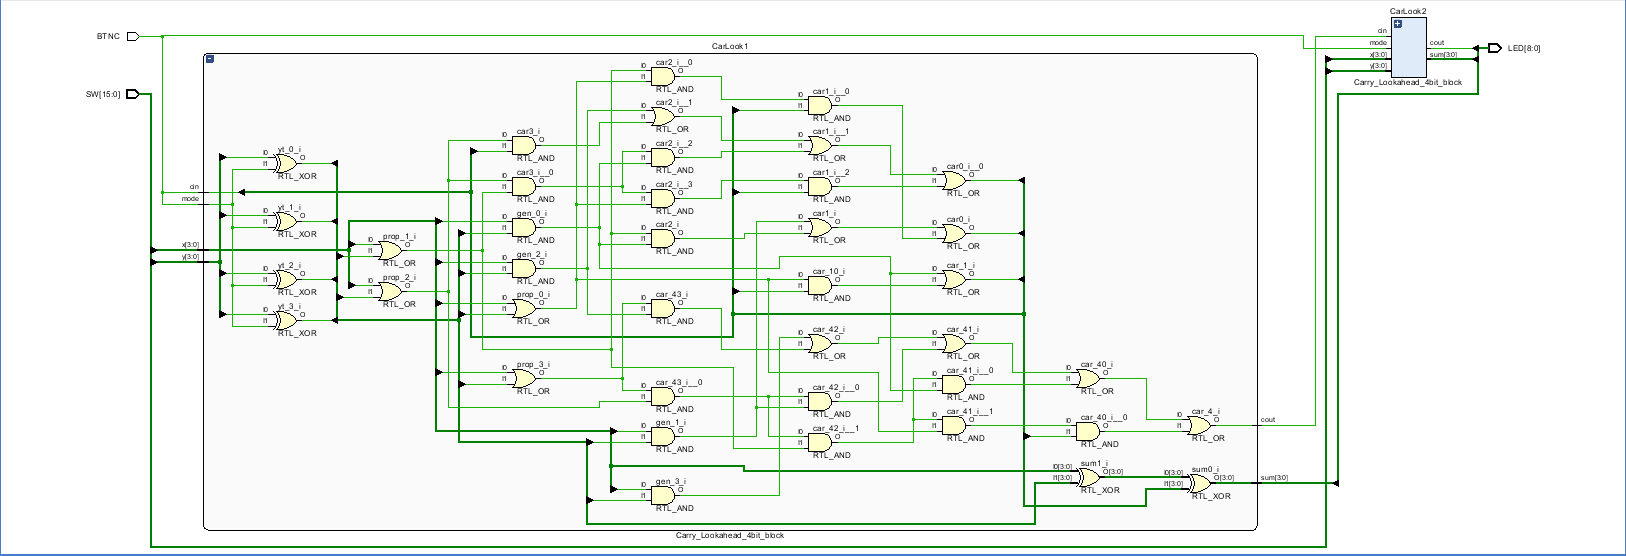 CarLook2
BTNC
cin
mode
x[3:0]
y[3:0]
cout
sum[3:0]
LED[8:0]
Carry_Lookahead_4bit_block
SW[15:0]
CarLook1
cin
mode
x[3:0]
y[3:0]
yt_0_i
I0
I1
O
RTL_XOR
yt_1_i
I0
I1
O
RTL_XOR
yt_2_i
I0
I1
O
RTL_XOR
yt_3_i
I0
I1
O
RTL_XOR
prop_1_i
I0
I1
O
RTL_OR
prop_2_i
I0
I1
O
RTL_OR
car3_i
I0
I1
O
RTL_AND
car3_i__0
I0
I1
O
RTL_AND
gen_0_i
I0
I1
O
RTL_AND
gen_2_i
I0
I1
O
RTL_AND
prop_0_i
I0
I1
O
RTL_OR
prop_3_i
I0
I1
O
RTL_OR
car2_i__0
I0
I1
O
RTL_AND
car2_i__1
I0
I1
O
RTL_OR
car2_i__2
I0
I1
O
RTL_AND
car2_i__3
I0
I1
O
RTL_AND
car2_i
I0
I1
O
RTL_AND
car_43_i
I0
I1
O
RTL_AND
car_43_i__0
I0
I1
O
RTL_AND
gen_1_i
I0
I1
O
RTL_AND
gen_3_i
I0
I1
O
RTL_AND
car1_i__0
I0
I1
O
RTL_AND
car1_i__1
I0
I1
O
RTL_OR
car1_i__2
I0
I1
O
RTL_AND
car1_i
I0
I1
O
RTL_OR
car_10_i
I0
I1
O
RTL_AND
car_42_i
I0
I1
O
RTL_OR
car_42_i__0
I0
I1
O
RTL_AND
car_42_i__1
I0
I1
O
RTL_AND
car0_i__0
I0
I1
O
RTL_OR
car0_i
I0
I1
O
RTL_OR
car_1_i
I0
I1
O
RTL_OR
car_41_i
I0
I1
O
RTL_OR
car_41_i__0
I0
I1
O
RTL_AND
car_41_i__1
I0
I1
O
RTL_AND
car_40_i
I0
I1
O
RTL_OR
car_40_i__0
I0
I1
O
RTL_AND
sum1_i
I0[3:0]
I1[3:0]
O[3:0]
RTL_XOR
car_4_i
I0
I1
O
RTL_OR
sum0_i
I0[3:0]
I1[3:0]
O[3:0]
RTL_XOR
cout
sum[3:0]
Carry_Lookahead_4bit_block